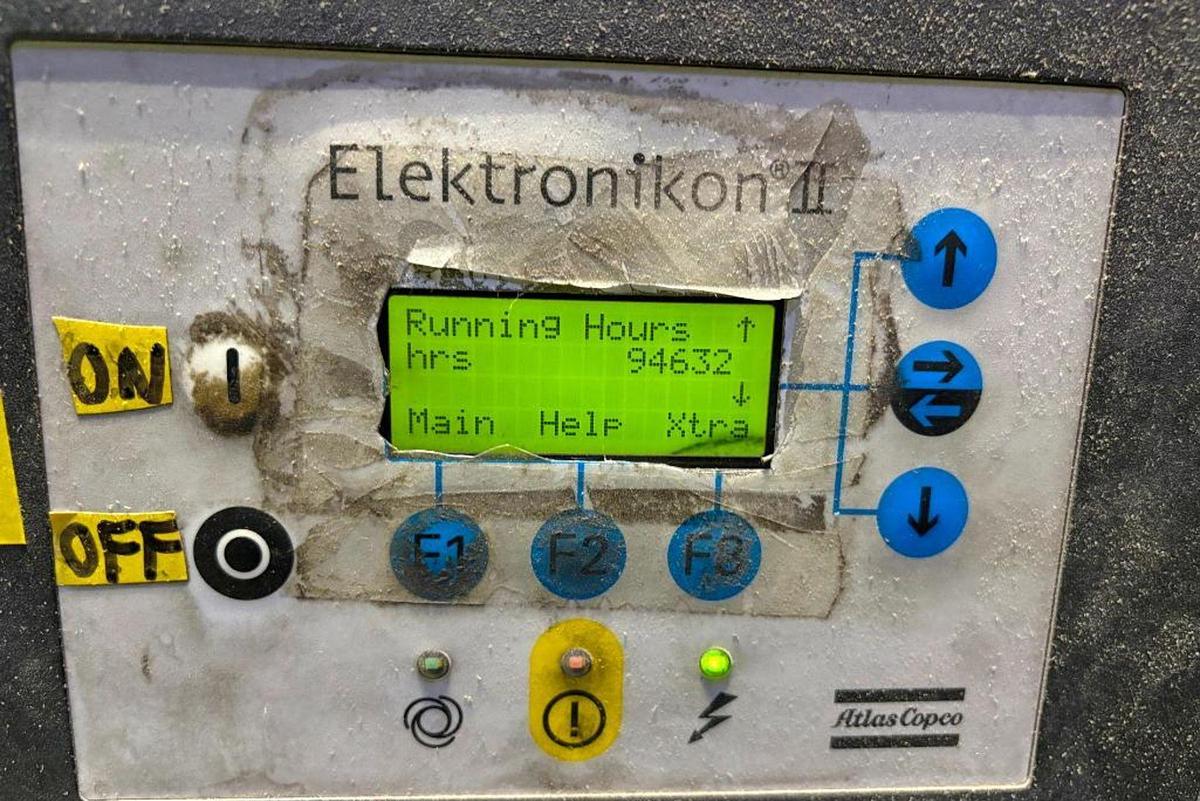 Elektronikon® II
Running Hours ↑
hrs 94632
↓
Main Help Xtra
ON
I
OFF
F1 F2 F3
Atlas Copco